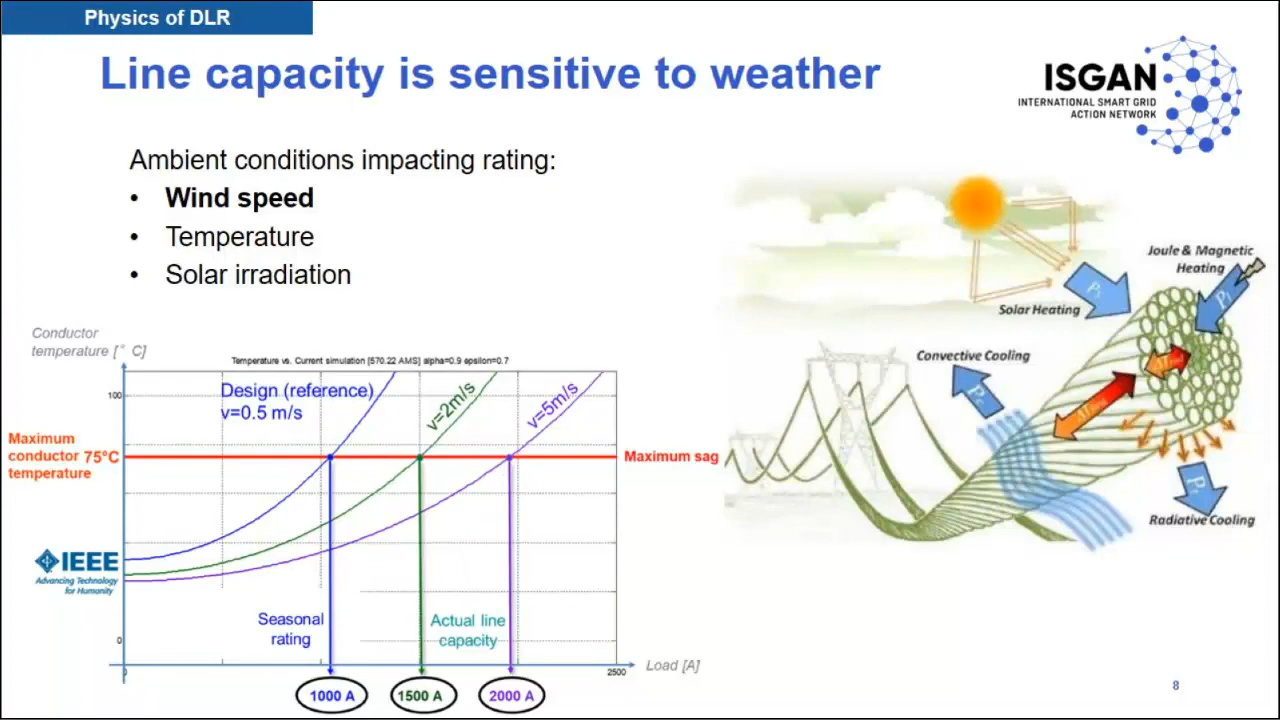 Physics of DLR
Line capacity is sensitive to weather
ISGAN
INTERNATIONAL SMART GRID
ACTION NETWORK
Ambient conditions impacting rating:
• Wind speed
• Temperature
• Solar irradiation
Joule & Magnetic
Heating
Solar Heating
Convective Cooling
Radiative Cooling
Conductor
temperature [° C]
Temperature vs. Current simulation [570.22 AMS] alpha=0.9 epsilon=0.7
100
Design (reference)
v=0.5 m/s
v=2m/s
v=5m/s
Maximum
conductor 75°C
temperature
Maximum sag
IEEE
Advancing Technology
for Humanity
Seasonal
rating
Actual line
capacity
0
0
2500
Load [A]
1000 A
1500 A
2000 A
8